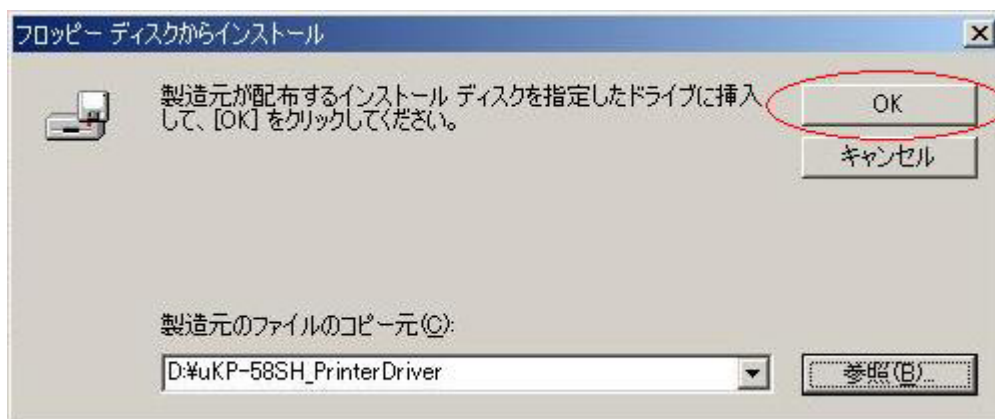 フロッピー ディスクからインストール
製造元が配布するインストール ディスクを指定したドライブに挿入
して、[OK] をクリックしてください。
OK
キャンセル
製造元のファイルのコピー元(C):
D:¥uKP-58SH_PrinterDriver
参照(B)...